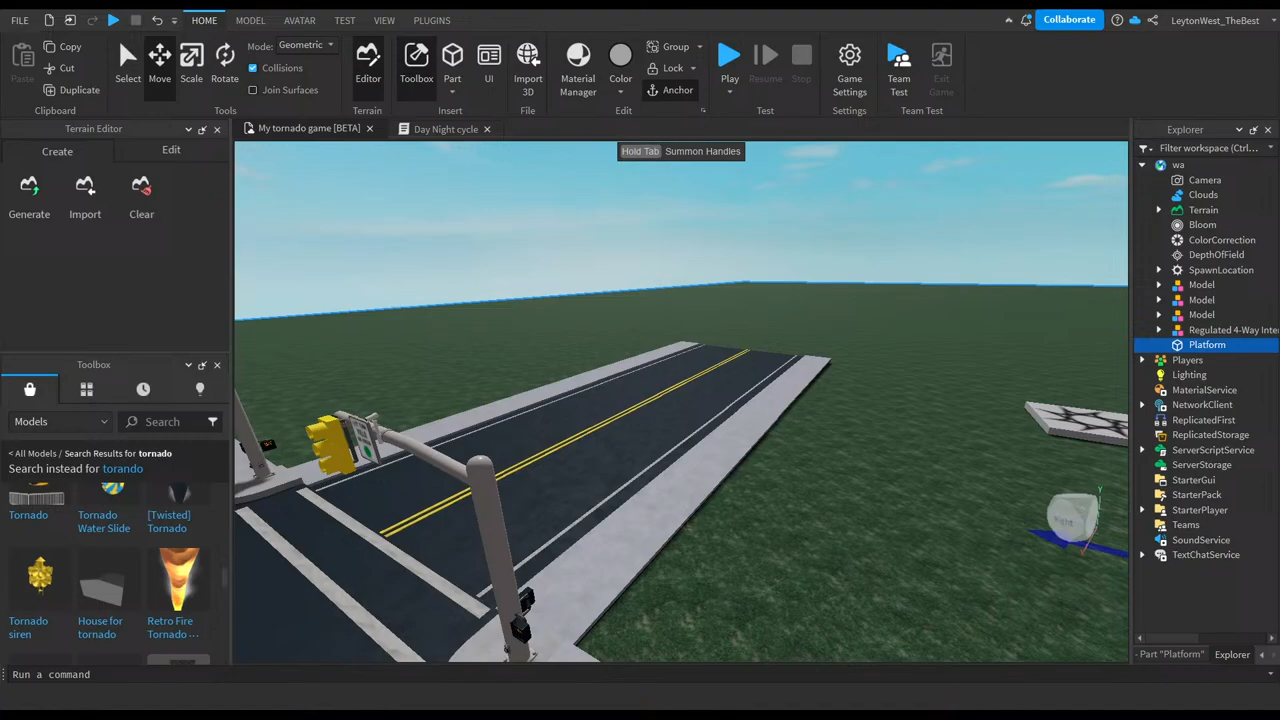 FILE HOME MODEL AVATAR TEST VIEW PLUGINS Collaborate LeytonWest_TheBest
Paste Copy Cut Duplicate Clipboard
Select Move Scale Rotate Mode: Geometric Collisions Join Surfaces Tools
Editor Terrain
Toolbox Part UI Insert
Import 3D File
Material Manager Color Group Lock Anchor Edit
Play Resume Stop Test
Game Settings Settings
Team Test Exit Game Team Test
Terrain Editor
Create Edit
Generate Import Clear
My tornado game [BETA] Day Night cycle
Hold Tab Summon Handles
Toolbox
Models Search
< All Models / Search Results for tornado
Search instead for torando
Tornado
Tornado Water Slide
[Twisted] Tornado
Tornado siren
House for tornado
Retro Fire Tornado ...
Right
Y
Explorer
Filter workspace (Ctrl...
wa
Camera
Clouds
Terrain
Bloom
ColorCorrection
DepthOfField
SpawnLocation
Model
Model
Model
Regulated 4-Way Inte
Platform
Players
Lighting
MaterialService
NetworkClient
ReplicatedFirst
ReplicatedStorage
ServerScriptService
ServerStorage
StarterGui
StarterPack
StarterPlayer
Teams
SoundService
TextChatService
- Part "Platform" Explorer
Run a command